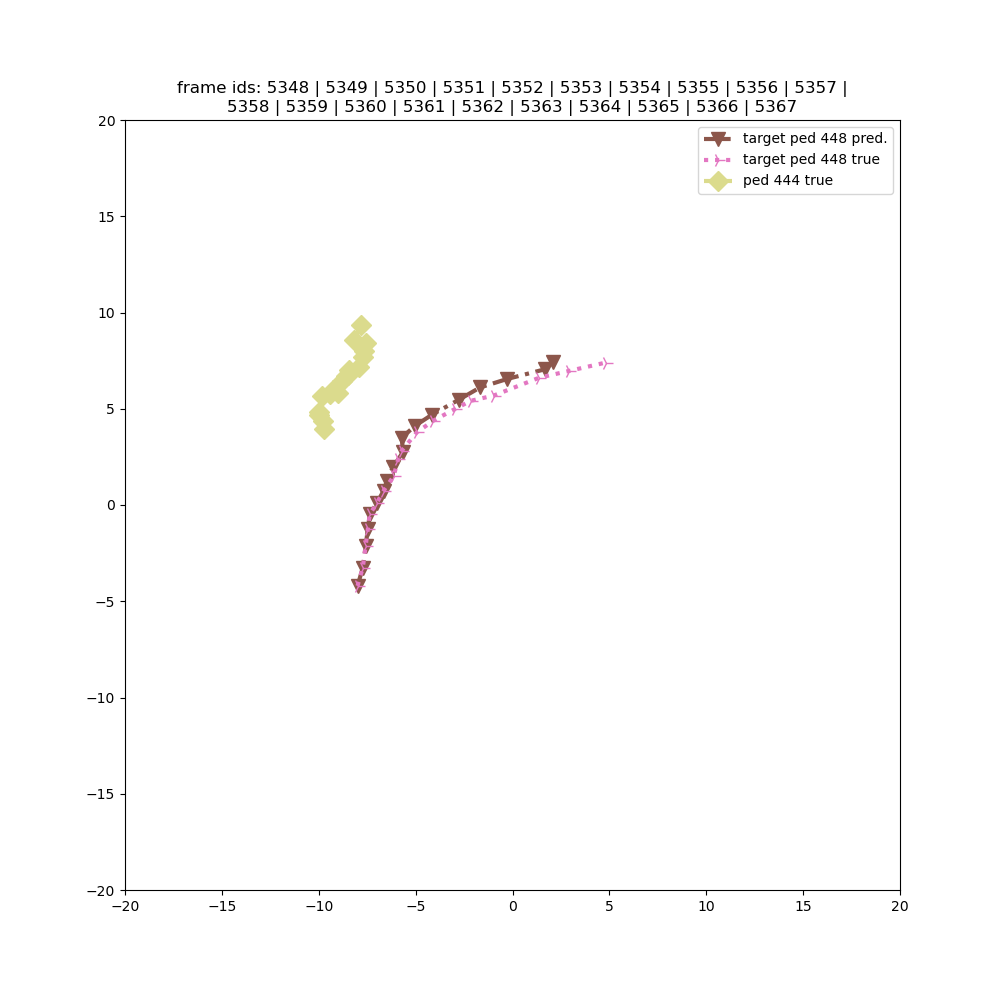 frame ids: 5348 | 5349 | 5350 | 5351 | 5352 | 5353 | 5354 | 5355 | 5356 | 5357 |
5358 | 5359 | 5360 | 5361 | 5362 | 5363 | 5364 | 5365 | 5366 | 5367
target ped 448 pred.
target ped 448 true
ped 444 true
20
15
10
5
0
−5
−10
−15
−20
−20 −15 −10 −5 0 5 10 15 20